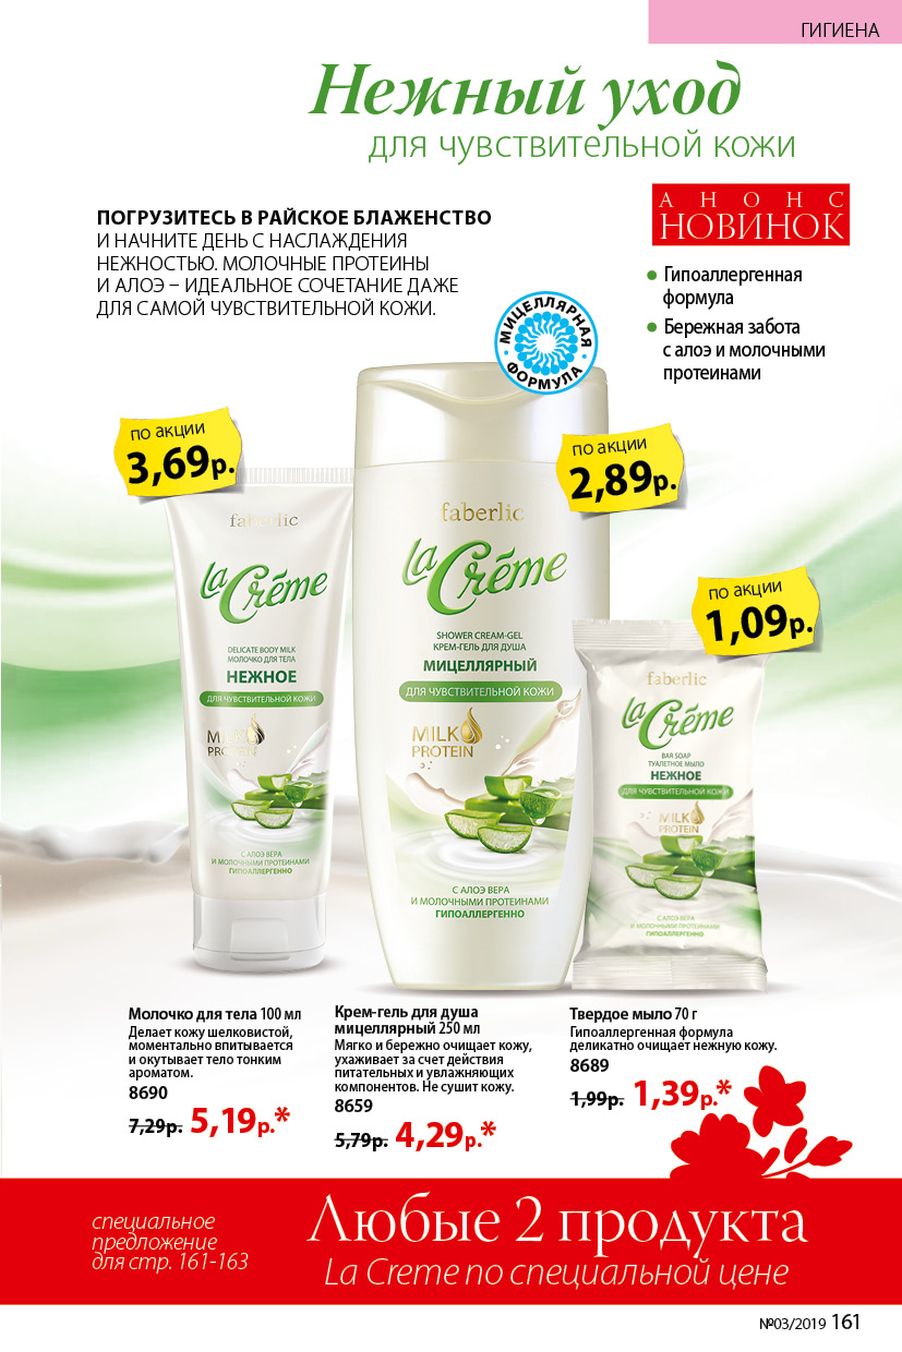 ГИГИЕНА
Нежный уход
для чувствительной кожи
ПОГРУЗИТЕСЬ В РАЙСКОЕ БЛАЖЕНСТВО
И НАЧНИТЕ ДЕНЬ С НАСЛАЖДЕНИЯ
НЕЖНОСТЬЮ. МОЛОЧНЫЕ ПРОТЕИНЫ
И АЛОЭ – ИДЕАЛЬНОЕ СОЧЕТАНИЕ ДАЖЕ
ДЛЯ САМОЙ ЧУВСТВИТЕЛЬНОЙ КОЖИ.
АНОНС
НОВИНОК
• Гипоаллергенная
формула
• Бережная забота
с алоэ и молочными
протеинами
МИЦЕЛЛЯРНАЯ
ФОРМУЛА
по акции
3,69р.
по акции
2,89р.
по акции
1,09р.
faberlic
La Créme
DELICATE BODY MILK
МОЛОЧКО ДЛЯ ТЕЛА
НЕЖНОЕ
ДЛЯ ЧУВСТВИТЕЛЬНОЙ КОЖИ
MILK
PROTEIN
С АЛОЭ ВЕРА
И МОЛОЧНЫМИ ПРОТЕИНАМИ
ГИПОАЛЛЕРГЕННО
faberlic
La Créme
SHOWER CREAM-GEL
КРЕМ-ГЕЛЬ ДЛЯ ДУША
МИЦЕЛЛЯРНЫЙ
ДЛЯ ЧУВСТВИТЕЛЬНОЙ КОЖИ
MILK
PROTEIN
С АЛОЭ ВЕРА
И МОЛОЧНЫМИ ПРОТЕИНАМИ
ГИПОАЛЛЕРГЕННО
faberlic
La Créme
BAR SOAP
ТУАЛЕТНОЕ МЫЛО
НЕЖНОЕ
ДЛЯ ЧУВСТВИТЕЛЬНОЙ КОЖИ
MILK
PROTEIN
С АЛОЭ ВЕРА
И МОЛОЧНЫМИ ПРОТЕИНАМИ
ГИПОАЛЛЕРГЕННО
Молочко для тела 100 мл
Делает кожу шелковистой,
моментально впитывается
и окутывает тело тонким
ароматом.
8690
7,29р. 5,19р.*
Крем-гель для душа
мицеллярный 250 мл
Мягко и бережно очищает кожу,
ухаживает за счет действия
питательных и увлажняющих
компонентов. Не сушит кожу.
8659
5,79р. 4,29р.*
Твердое мыло 70 г
Гипоаллергенная формула
деликатно очищает нежную кожу.
8689
1,99р. 1,39р.*
специальное
предложение
для стр. 161-163
Любые 2 продукта
La Creme по специальной цене
№03/2019 161